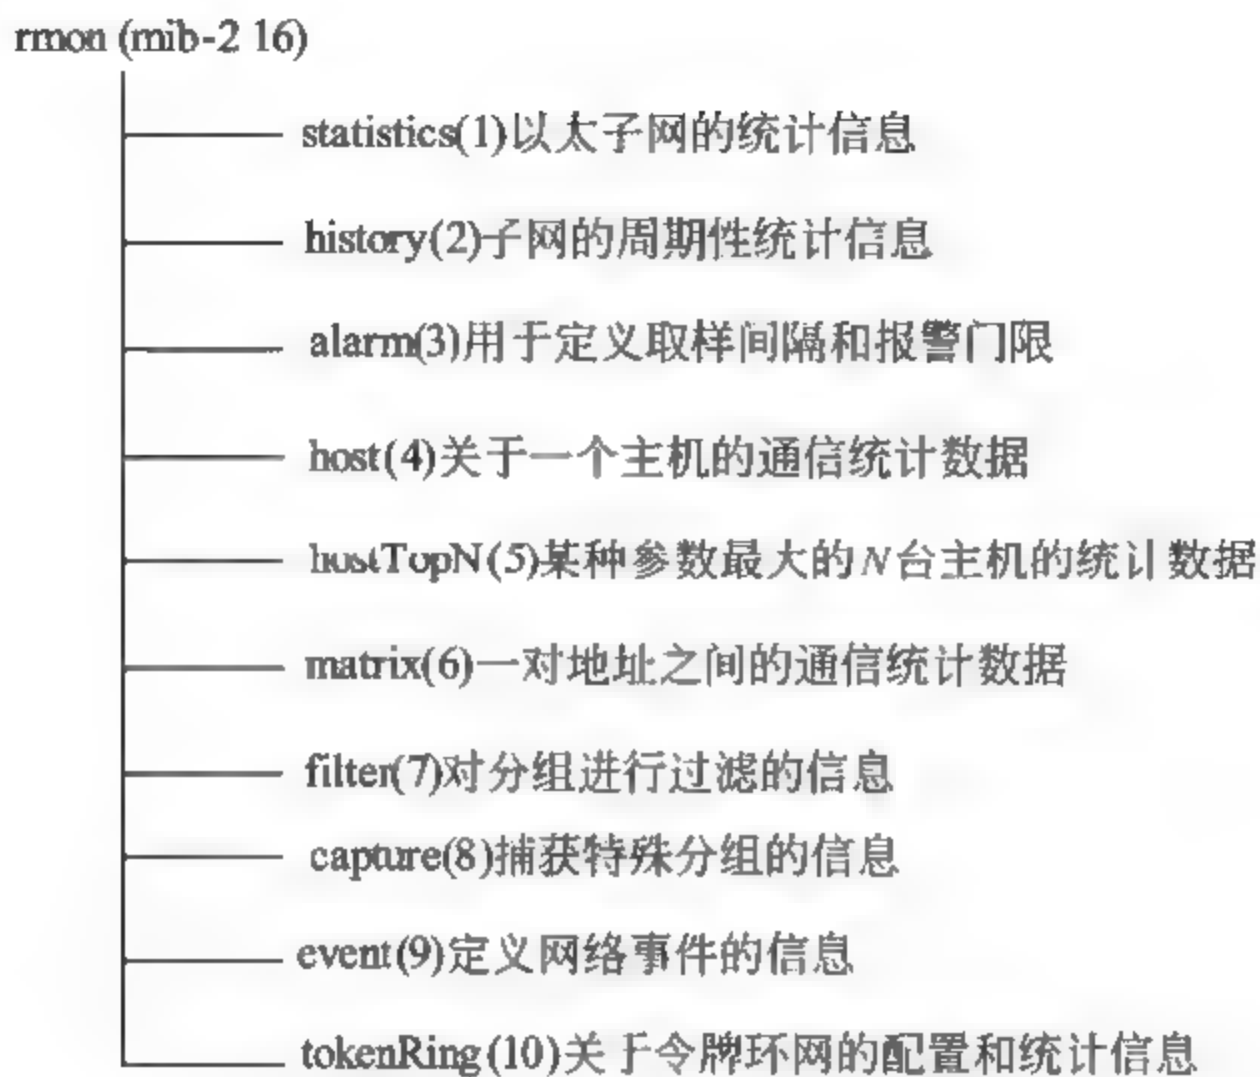 rmon (mib-2 16)
statistics(1)以太子网的统计信息
history(2)子网的周期性统计信息
alarm(3)用于定义取样间隔和报警门限
host(4)关于一个主机的通信统计数据
hostTopN(5)某种参数最大的N台主机的统计数据
matrix(6)一对地址之间的通信统计数据
filter(7)对分组进行过滤的信息
capture(8)捕获特殊分组的信息
event(9)定义网络事件的信息
tokenRing(10)关于令牌环网的配置和统计信息